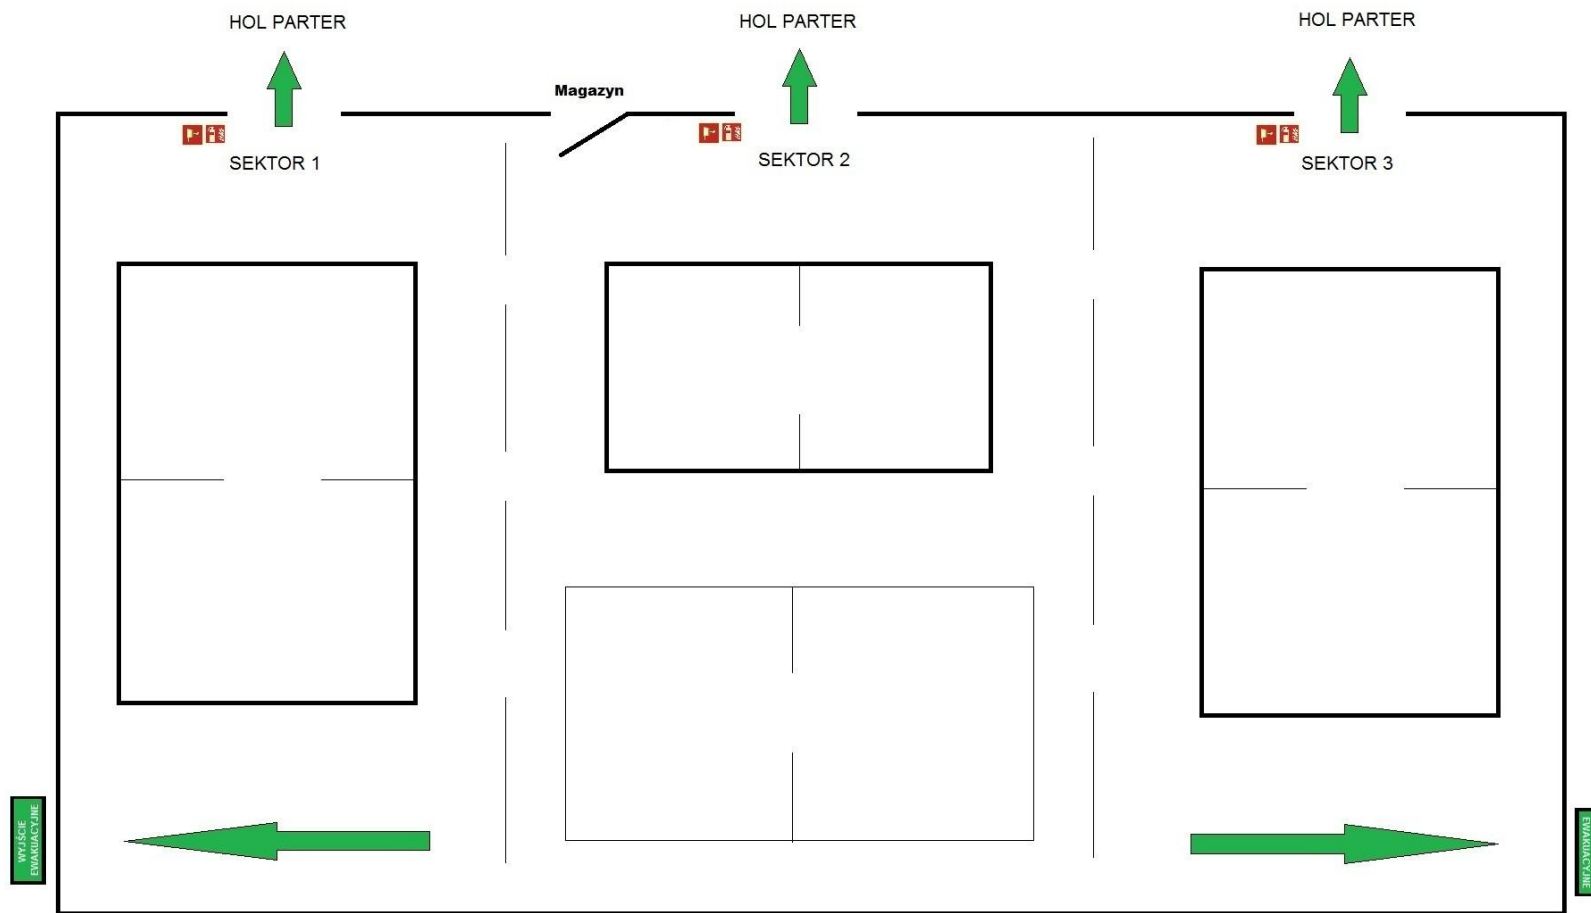 HOL PARTER
HOL PARTER
HOL PARTER
Magazyn
SEKTOR 1
SEKTOR 2
SEKTOR 3
WYJŚCIE
EWAKUACYJNE
EWAKUACYJNE